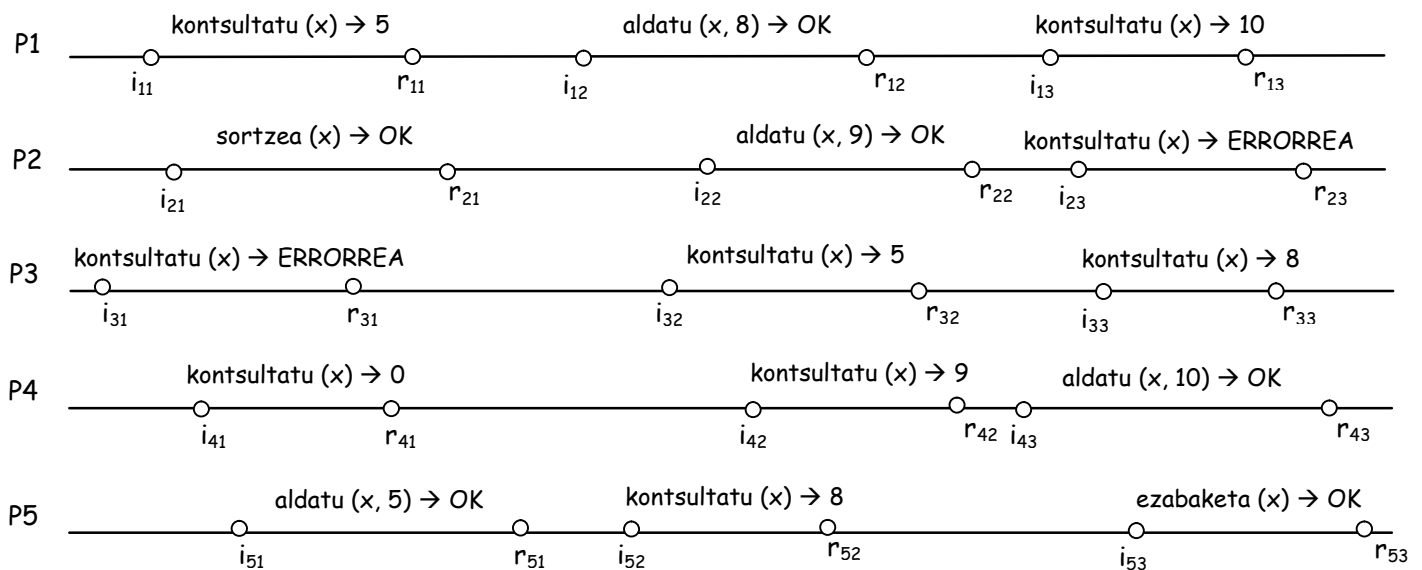 kontsultatu (x) → 5 aldatu (x, 8) → OK kontsultatu (x) → 10
P1
i11 r11 i12 r12 i13 r13
sortzea (x) → OK aldatu (x, 9) → OK kontsultatu (x) → ERRORREA
P2
i21 r21 i22 r22 i23 r23
kontsultatu (x) → ERRORREA kontsultatu (x) → 5 kontsultatu (x) → 8
P3
i31 r31 i32 r32 i33 r33
kontsultatu (x) → 0 kontsultatu (x) → 9 aldatu (x, 10) → OK
P4
i41 r41 i42 r42 i43 r43
aldatu (x, 5) → OK kontsultatu (x) → 8 ezabaketa (x) → OK
P5
i51 r51 i52 r52 i53 r53